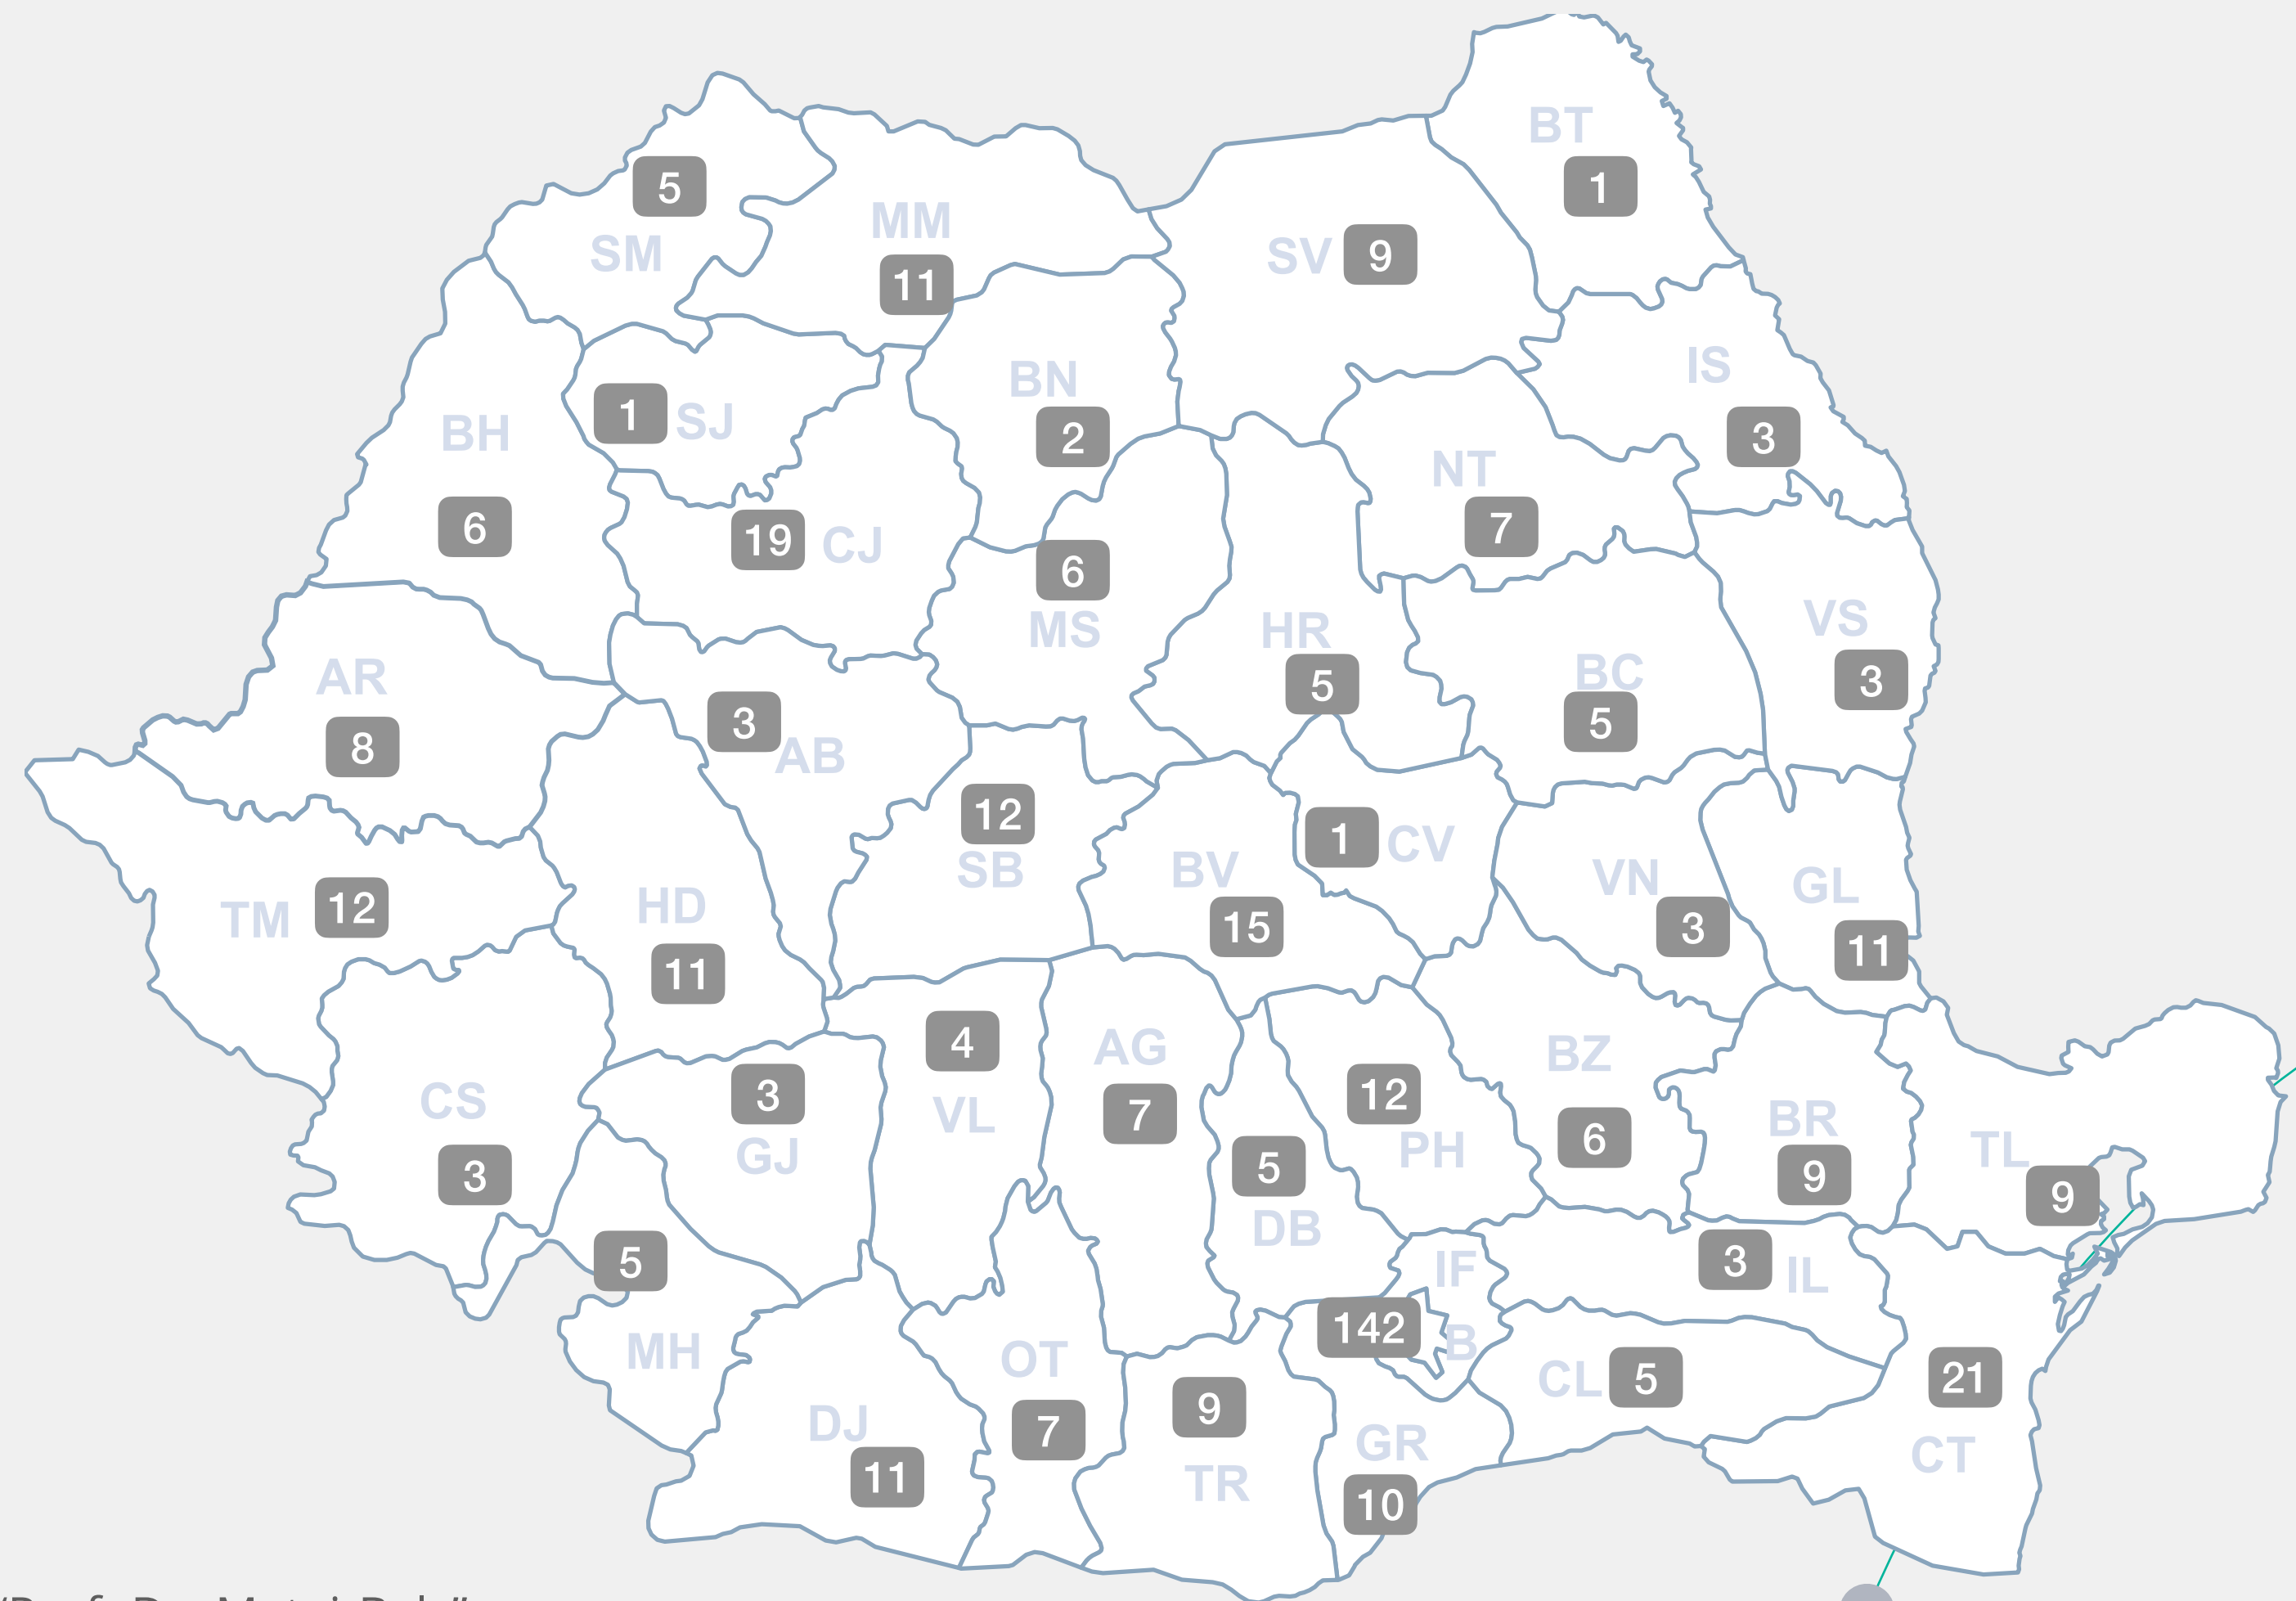 BT
1
5
MM
SM
SV 9
11
IS
BN
1 SJ
BH
2
3
NT
6
19 CJ
7
6
MS
HR
VS
AR
BC
5
3
3
8
AB
5
12
1 CV
SB
BV
VN
GL
TM 12
HD
15
3
11
11
4
AG
BZ
CS
3
VL
7
12
BR
6
GJ
PH
TL
3
5
9
9
DB
5
IF
3 IL
142
B
MH
OT
CL 5
21
9
DJ
7
GR
CT
11
TR
10